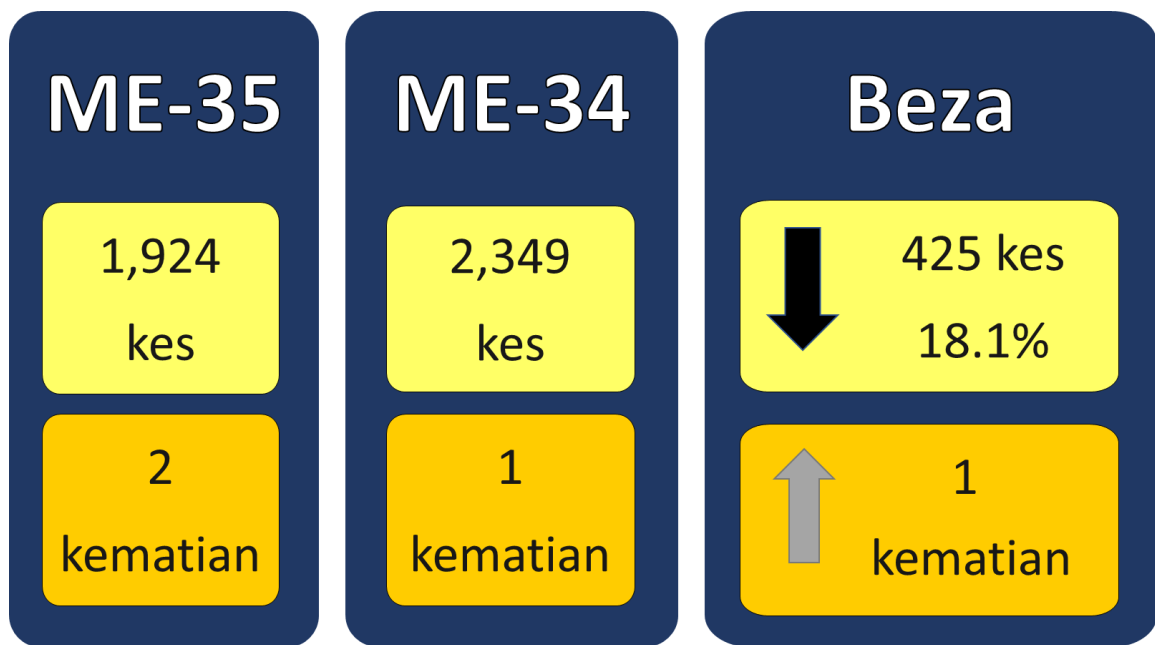 ME-35
1,924
kes
2
kematian
ME-34
2,349
kes
1
kematian
Beza
425 kes
18.1%
1
kematian